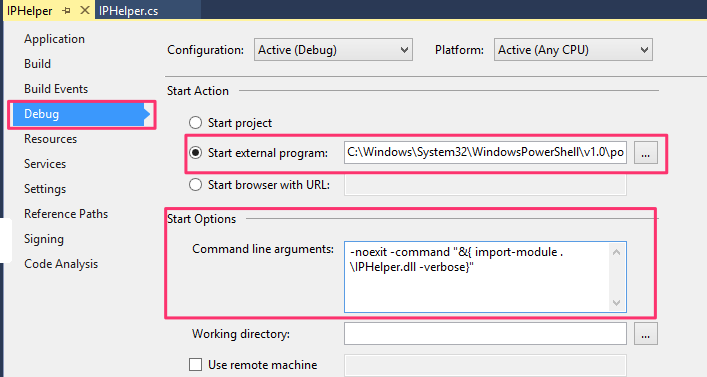 IPHelper
IPHelper.cs
Application
Build
Build Events
Debug
Resources
Services
Settings
Reference Paths
Signing
Code Analysis
Configuration: Active (Debug) Platform: Active (Any CPU)
Start Action
Start project
Start external program: C:\Windows\System32\WindowsPowerShell\v1.0\po ...
Start browser with URL:
Start Options
Command line arguments: -noexit -command "&{ import-module .
\IPHelper.dll -verbose}"
Working directory: ...
Use remote machine